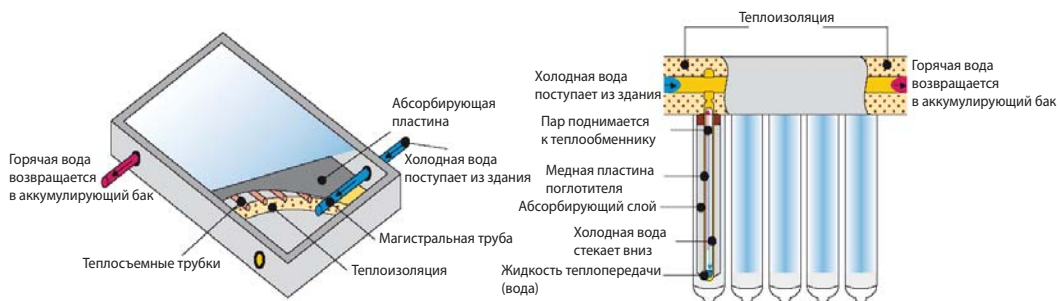 Абсорбирующая
пластина
Горячая вода
возвращается
в аккумулирующий бак
Холодная вода
поступает из здания
Магистральная труба
Теплосъемные трубки
Теплоизоляция
Теплоизоляция
Холодная вода
поступает из здания
Горячая вода
возвращается
в аккумулирующий бак
Пар поднимается
к теплообменнику
Медная пластина
поглотителя
Абсорбирующий слой
Холодная вода
стекает вниз
Жидкость теплопередачи
(вода)